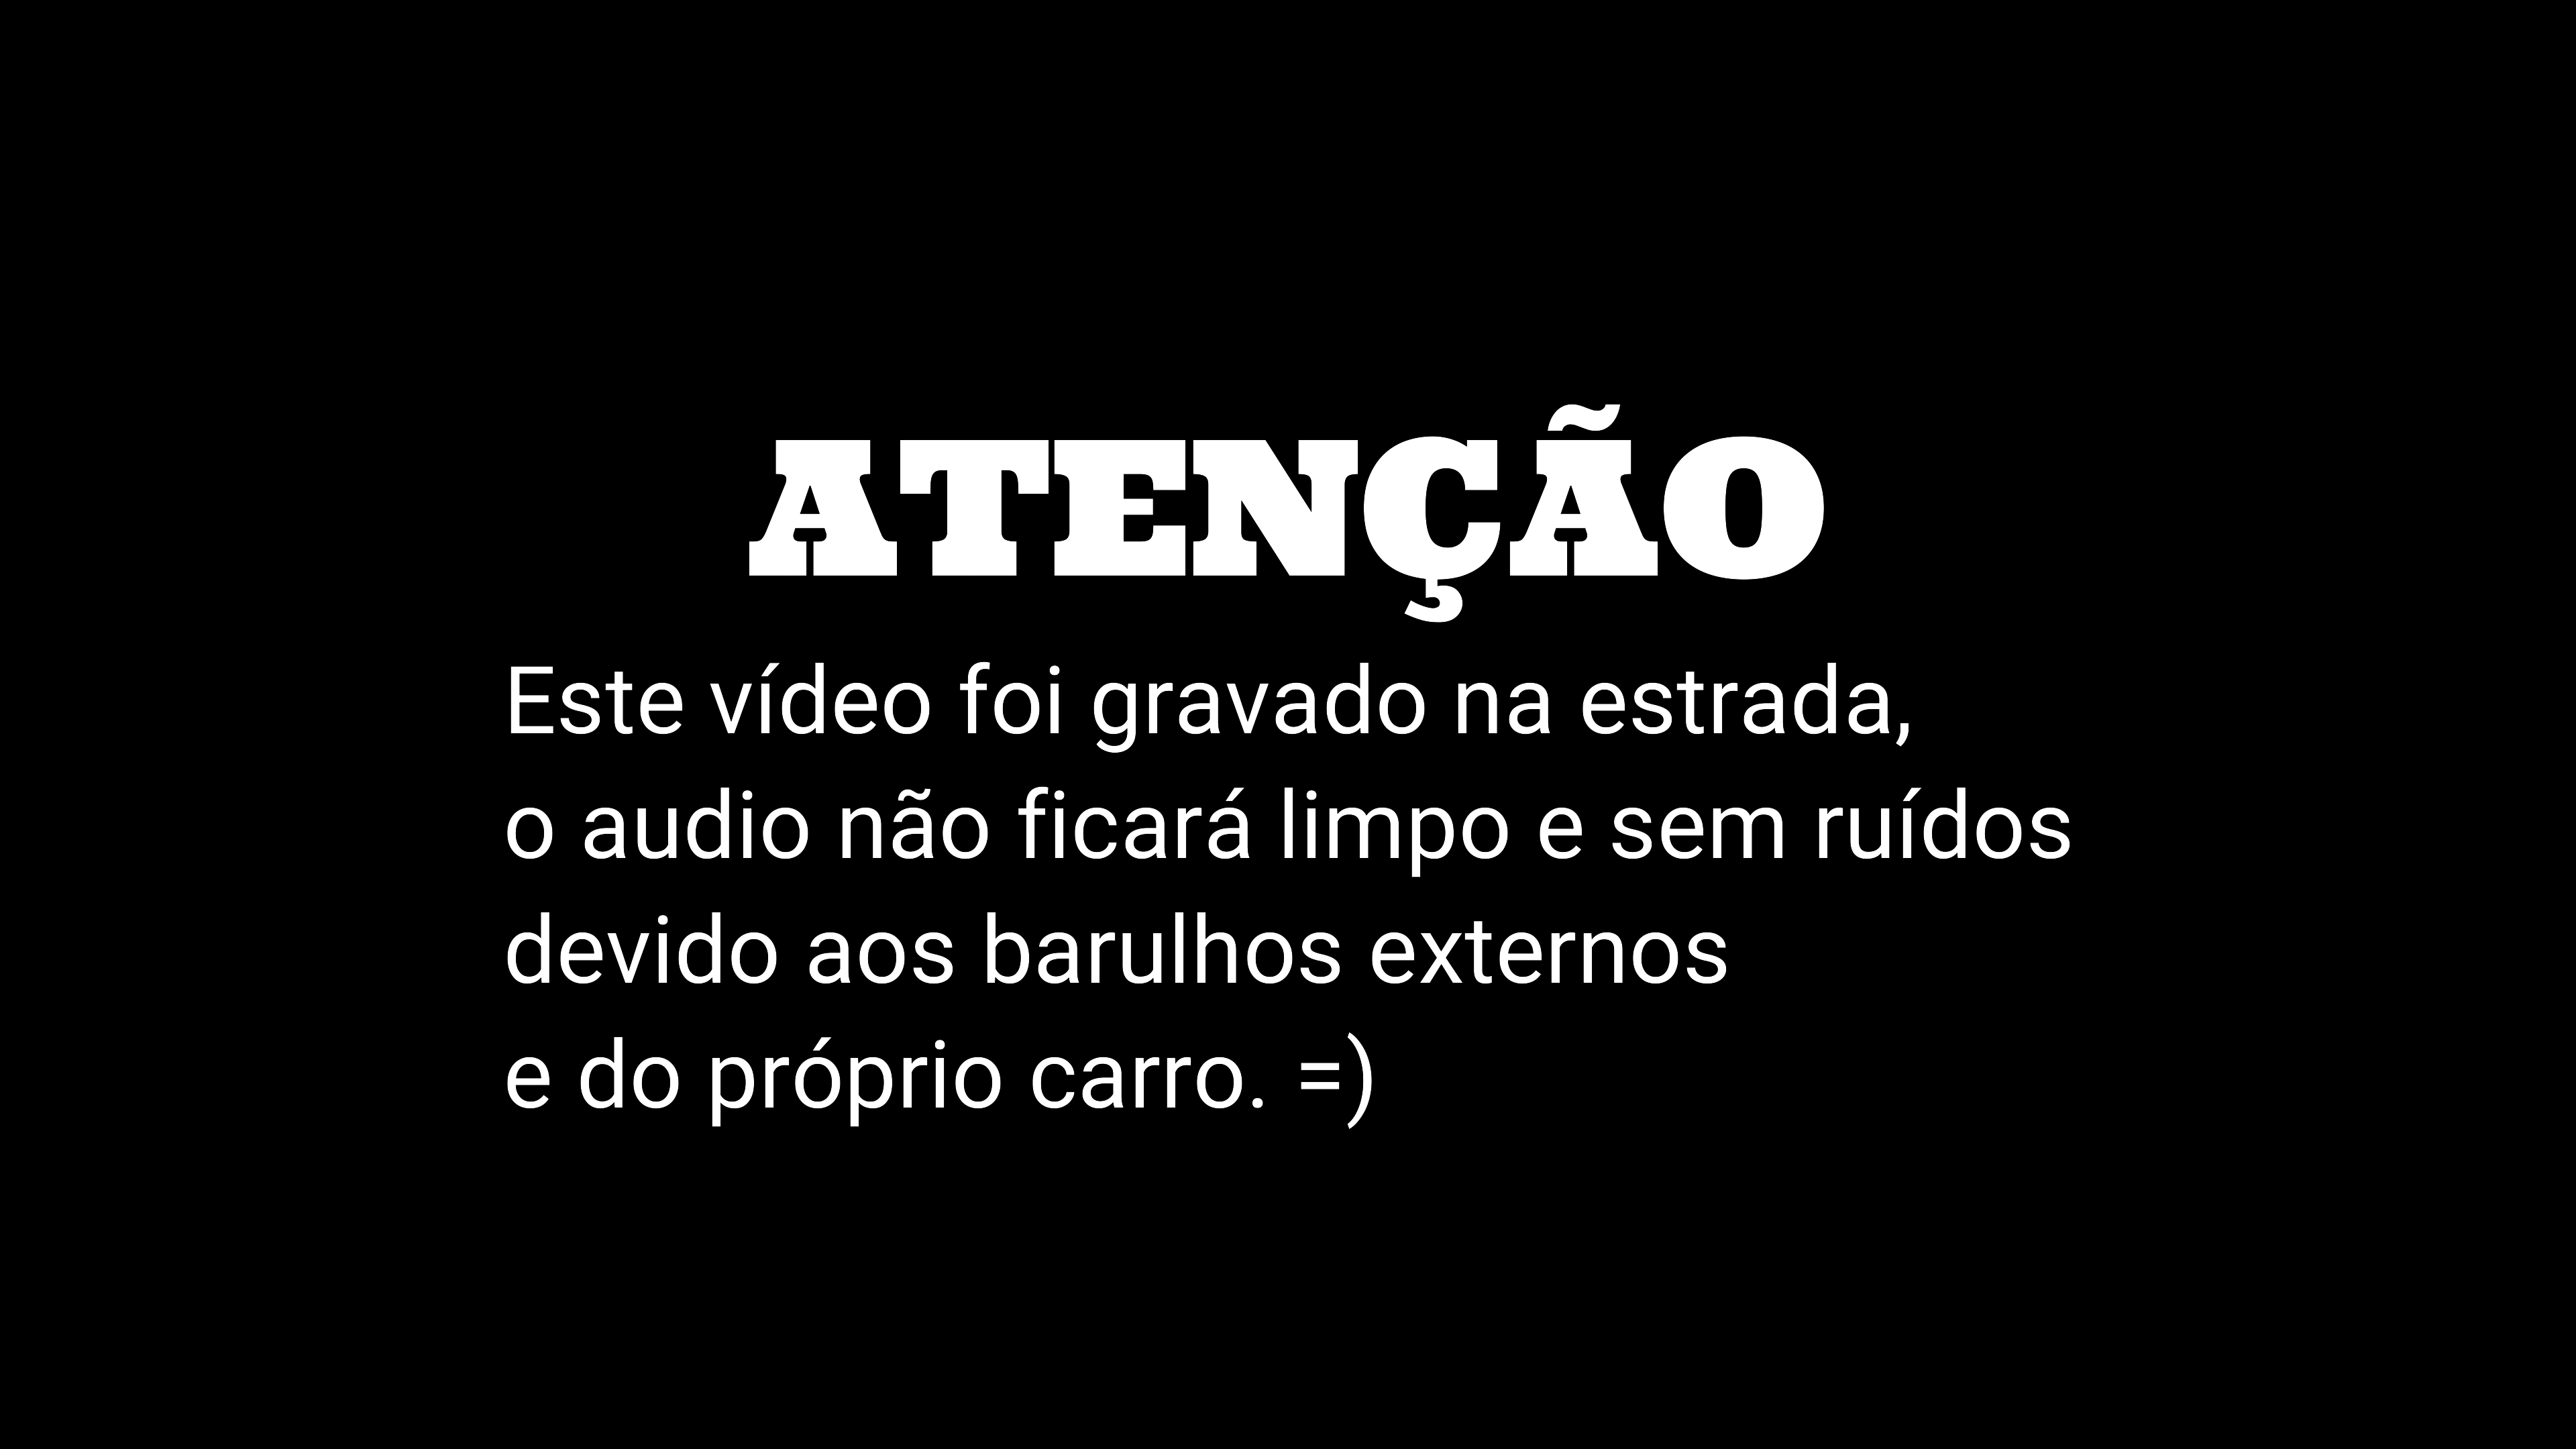 ATENÇÃO
Este vídeo foi gravado na estrada,
o audio não ficará limpo e sem ruídos
devido aos barulhos externos
e do próprio carro. =)